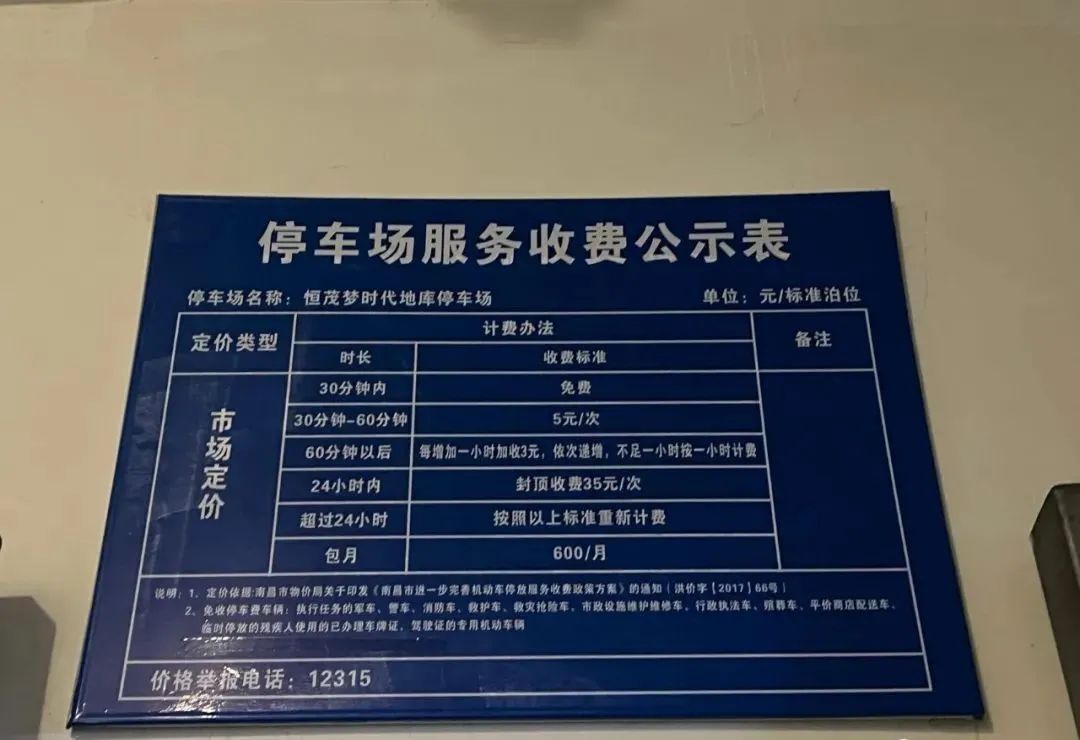 停车场服务收费公示表
停车场名称：恒茂梦时代地库停车场 单位：元/标准泊位
定价类型 计费办法 备注
时长 收费标准
市场定价
30分钟内 免费
30分钟-60分钟 5元/次
60分钟以后 每增加一小时加收3元，依次递增，不足一小时按一小时计费
24小时内 封顶收费35元/次
超过24小时 按照以上标准重新计费
包月 600/月
说明：1、定价依据:南昌市物价局关于印发《南昌市进一步完善机动车停放服务收费政策方案》的通知（洪价字【2017】66号）
2、免收停车费车辆：执行任务的军车、警车、消防车、救护车、救灾抢险车、市政设施维护维修车、行政执法车、殡葬车、平价商店配送车、
临时停放的残疾人使用的已办理车牌证、驾驶证的专用机动车辆
价格举报电话：12315